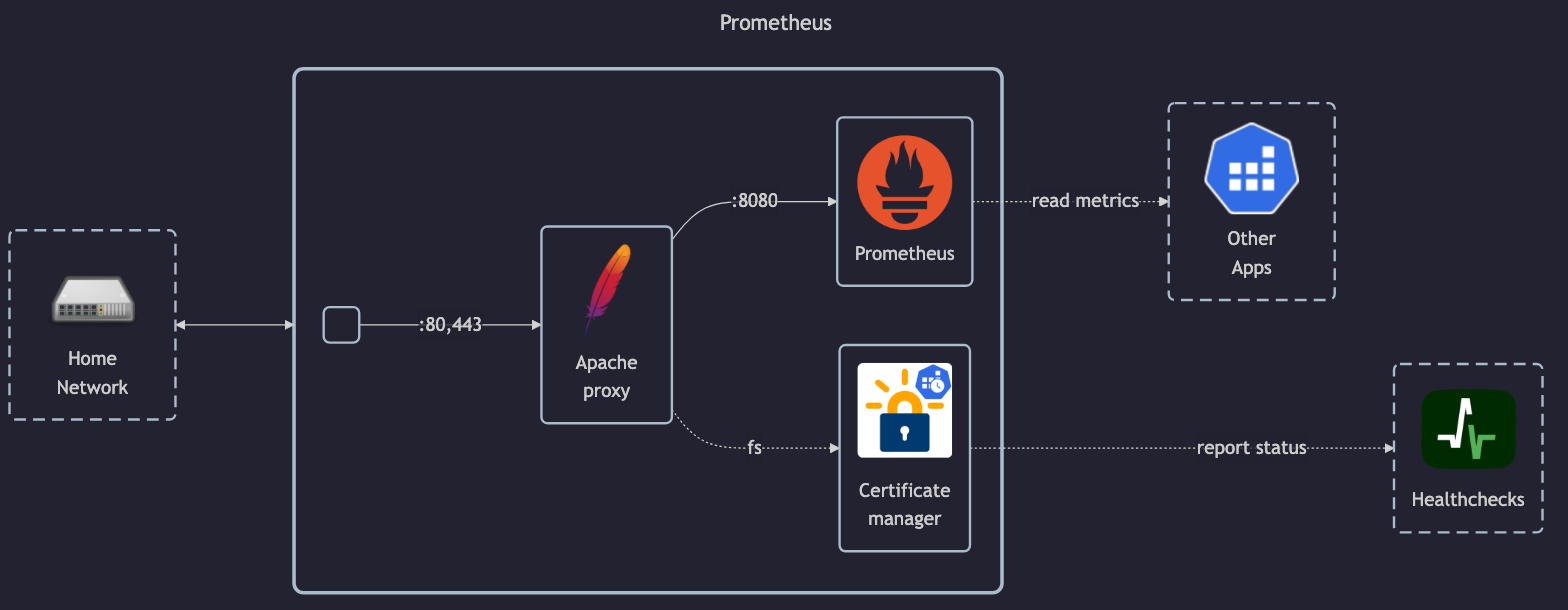 Prometheus
Home
Network
:80,443
Apache
proxy
:8080
Prometheus
read metrics
Other
Apps
fs
Certificate
manager
report status
Healthchecks